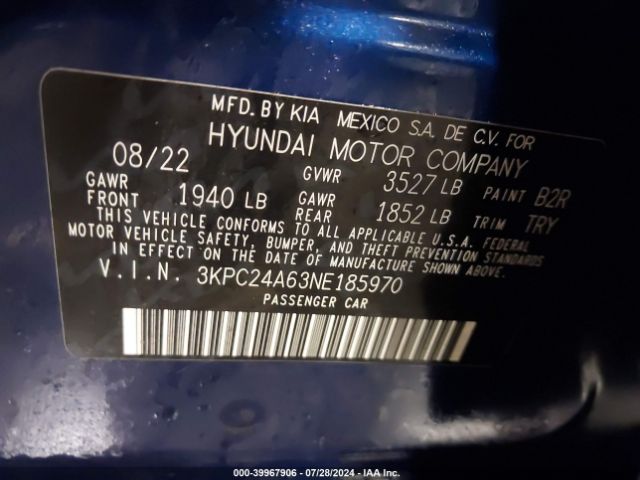 MFD. BY KIA MEXICO S.A. DE C.V. FOR
HYUNDAI MOTOR COMPANY
08/22 GVWR 3527 LB PAINT B2R
GAWR FRONT 1940 LB GAWR REAR 1852 LB TRIM TRY
THIS VEHICLE CONFORMS TO ALL APPLICABLE U.S.A. FEDERAL
MOTOR VEHICLE SAFETY, BUMPER, AND THEFT PREVENTION STANDARDS
IN EFFECT ON THE DATE OF MANUFACTURE SHOWN ABOVE.
V.I.N. 3KPC24A63NE185970
PASSENGER CAR
000-39967906 - 07/28/2024 - IAA Inc.